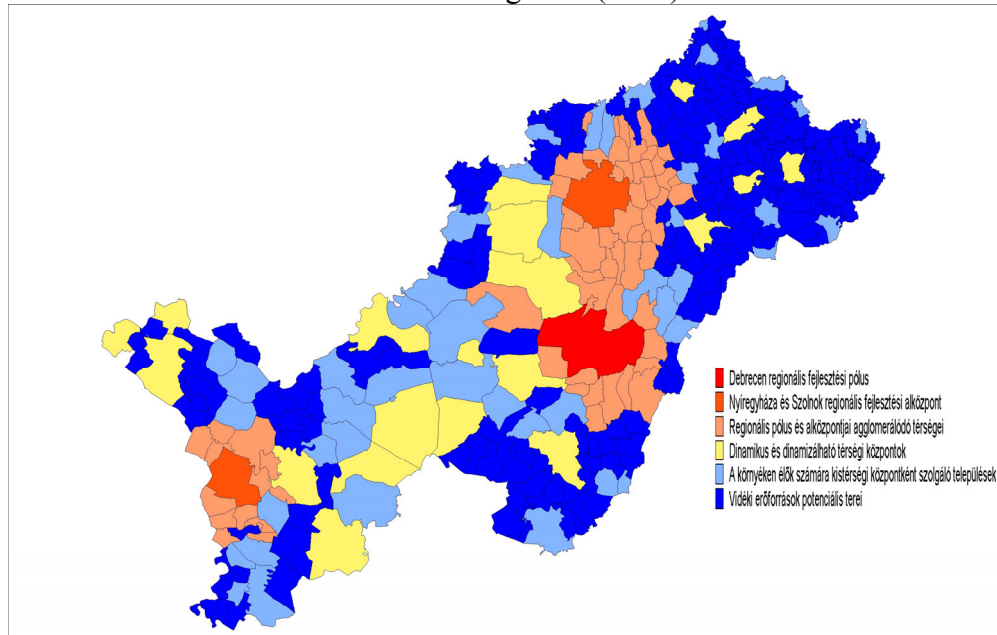 Debrecen regionális fejlesztési pólus
Nyíregyháza és Szolnok regionális fejlesztési alközpont
Regionális pólus és alközpontjai agglomerálódó térségei
Dinamikus és dinamizálható térségi központok
A környéken élők számára kistérségi központként szolgáló települések
Vidéki erőforrások potenciális terei